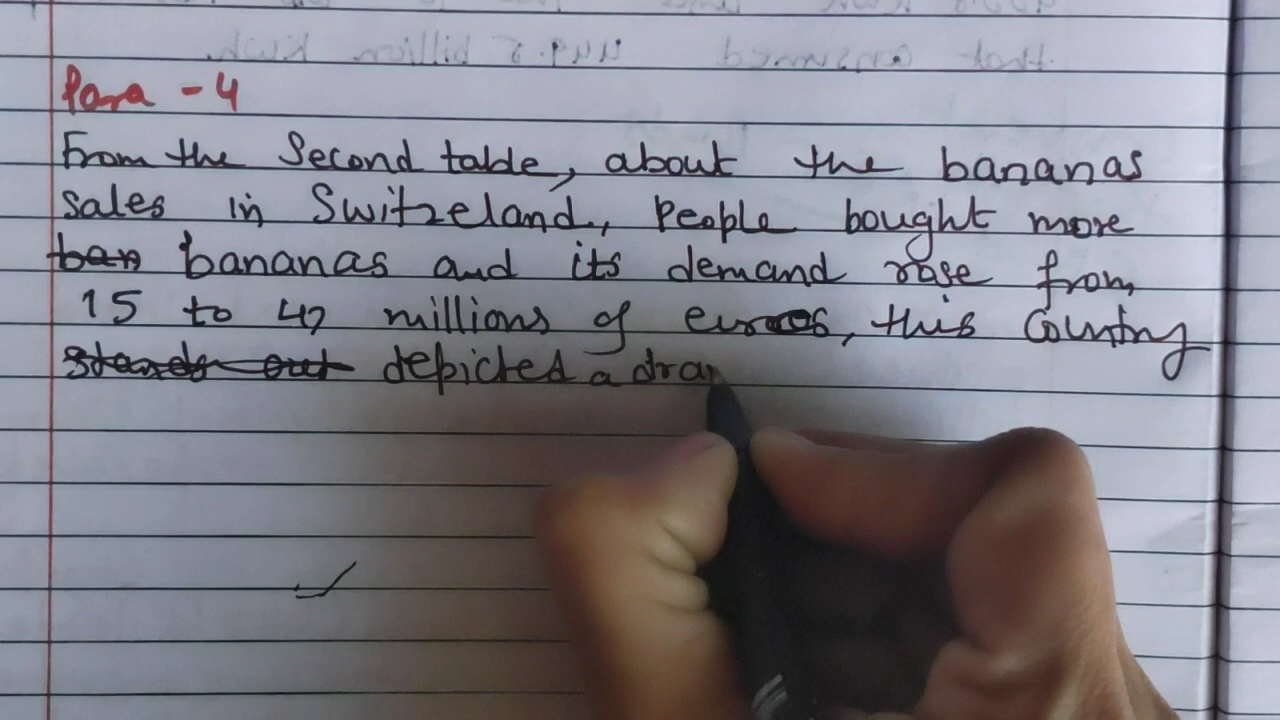 Para - 4
From the Second table, about the bananas
sales in Switzeland, People bought more
ban bananas and its demand rose from
15 to 47 millions of euros, this Country
stands out depicted a dra